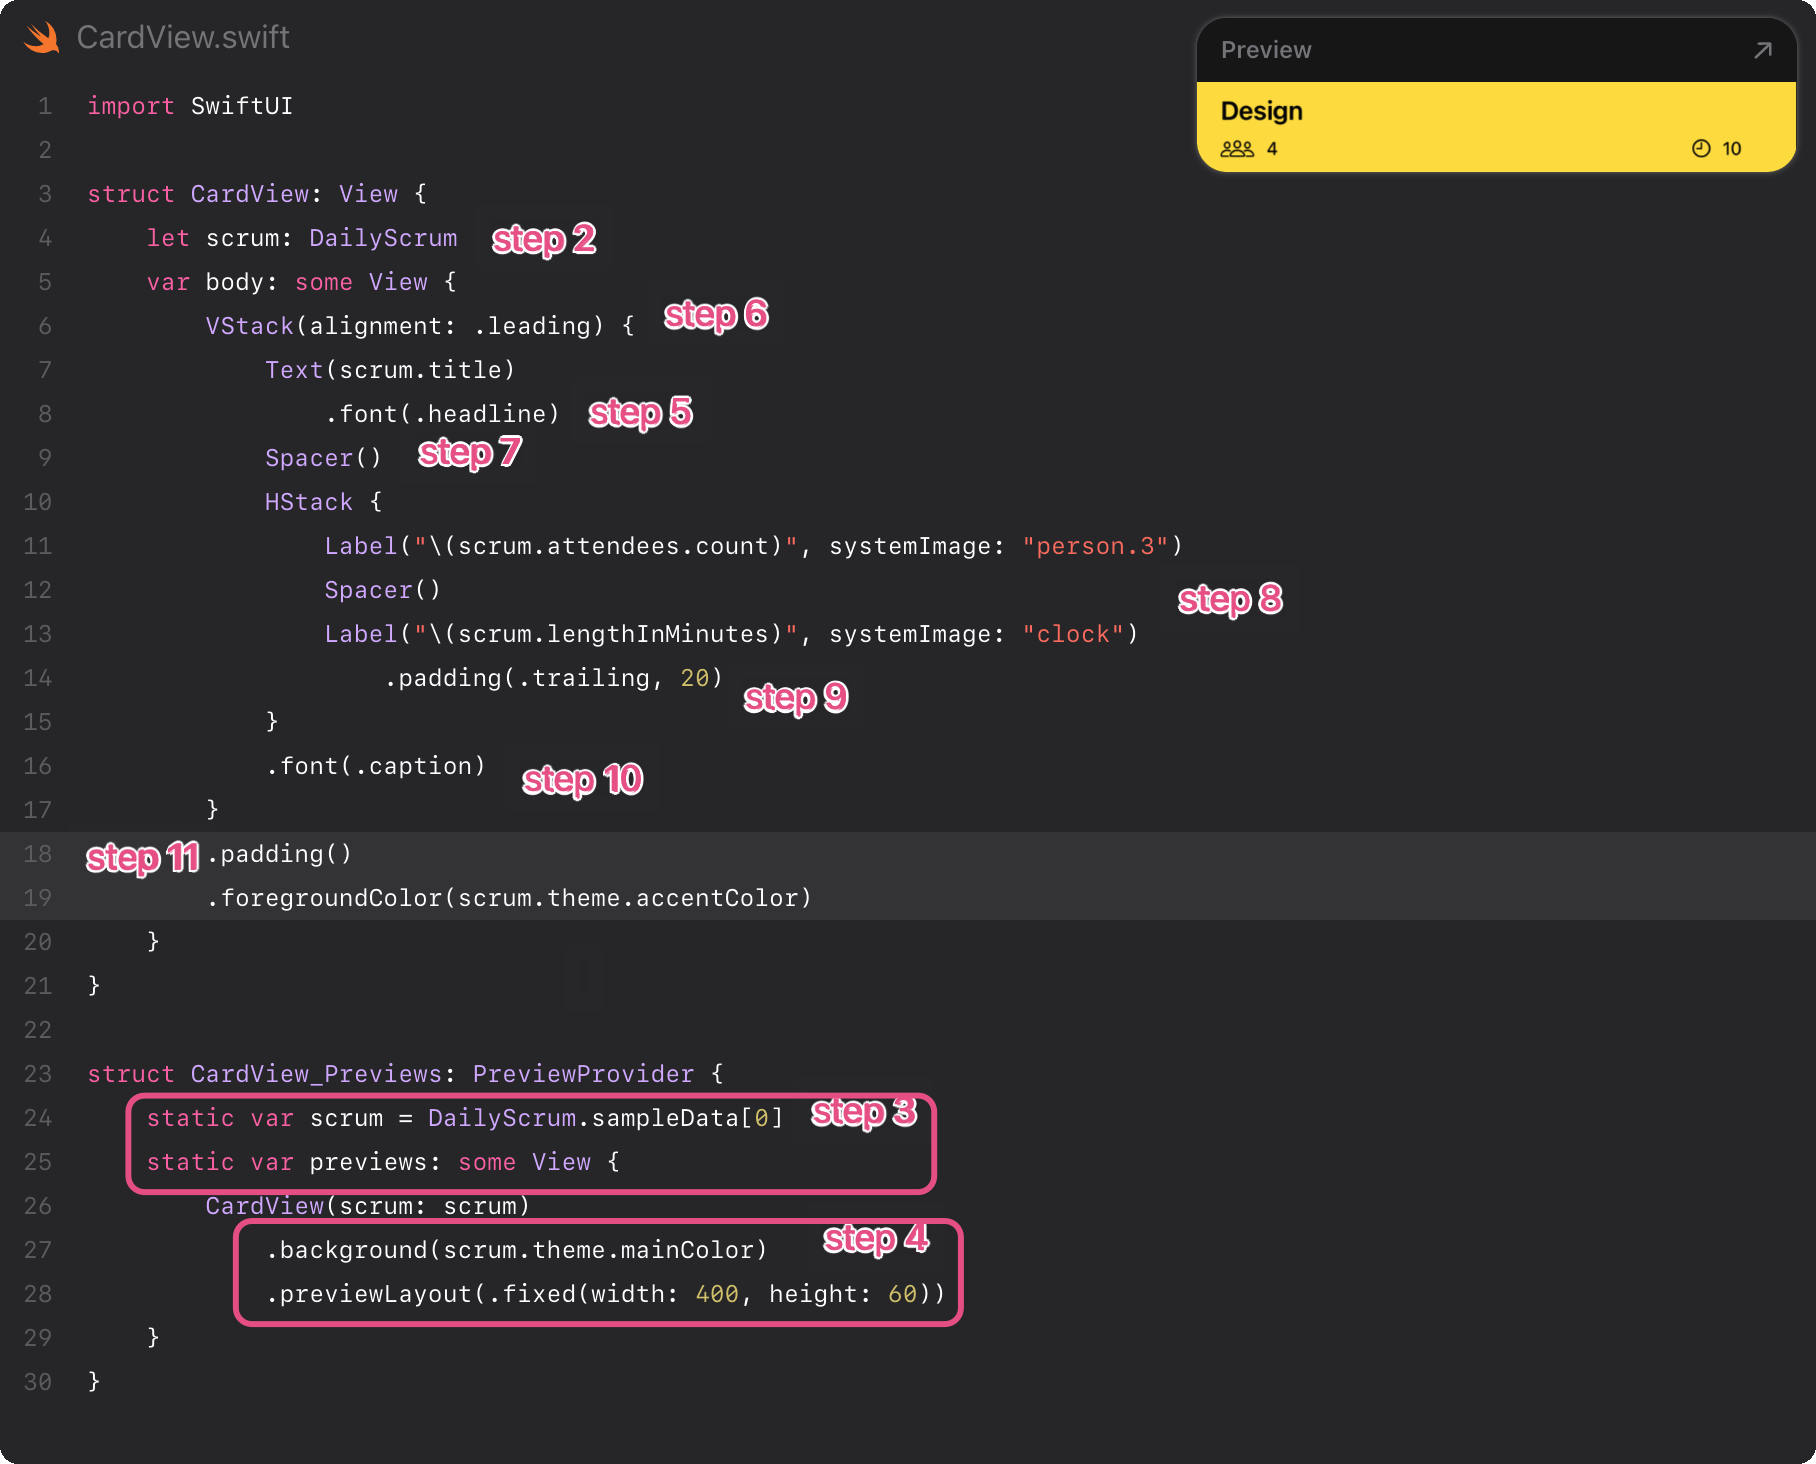 CardView.swift
Preview
Design
4
10
1 import SwiftUI
2
3 struct CardView: View {
4 let scrum: DailyScrum step 2
5 var body: some View {
6 VStack(alignment: .leading) { step 6
7 Text(scrum.title)
8 .font(.headline) step 5
9 Spacer() step 7
10 HStack {
11 Label("\(scrum.attendees.count)", systemImage: "person.3")
12 Spacer() step 8
13 Label("\(scrum.lengthInMinutes)", systemImage: "clock")
14 .padding(.trailing, 20) step 9
15 }
16 .font(.caption) step 10
17 }
18 step 11 .padding()
19 .foregroundColor(scrum.theme.accentColor)
20 }
21 }
22
23 struct CardView_Previews: PreviewProvider {
24 static var scrum = DailyScrum.sampleData[0] step 3
25 static var previews: some View {
26 CardView(scrum: scrum)
27 .background(scrum.theme.mainColor) step 4
28 .previewLayout(.fixed(width: 400, height: 60))
29 }
30 }